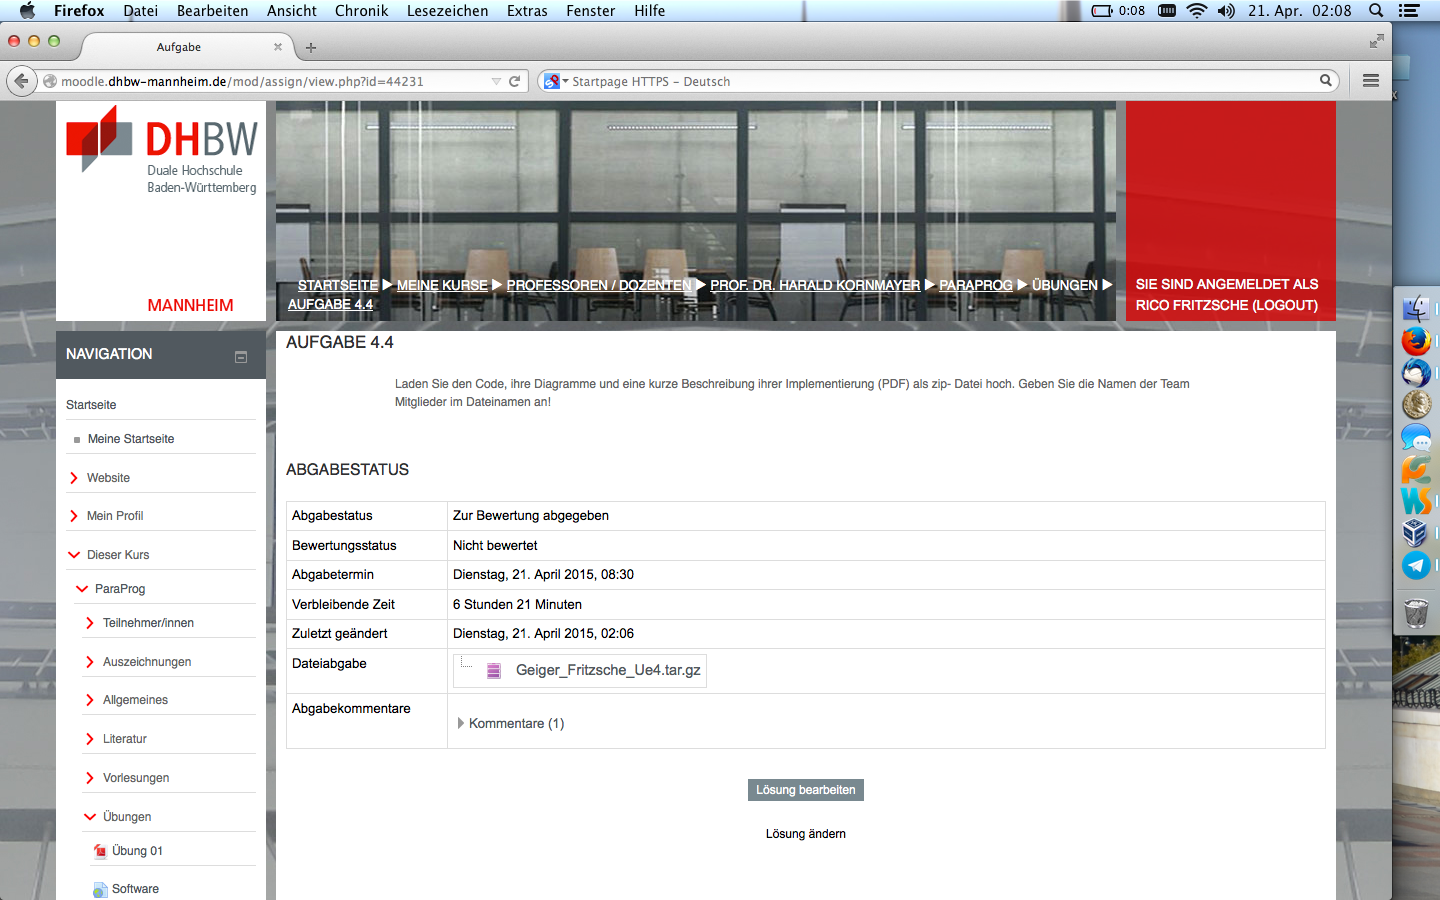 Firefox Datei Bearbeiten Ansicht Chronik Lesezeichen Extras Fenster Hilfe 0:08 21. Apr. 02:08
Aufgabe
moodle.dhbw-mannheim.de/mod/assign/view.php?id=44231 Startpage HTTPS - Deutsch
DHBW
Duale Hochschule
Baden-Württemberg
MANNHEIM
STARTSEITE ▶ MEINE KURSE ▶ PROFESSOREN / DOZENTEN ▶ PROF. DR. HARALD KORNMAYER ▶ PARAPROG ▶ ÜBUNGEN ▶
AUFGABE 4.4
SIE SIND ANGEMELDET ALS
RICO FRITZSCHE (LOGOUT)
NAVIGATION
Startseite
Meine Startseite
Website
Mein Profil
Dieser Kurs
ParaProg
Teilnehmer/innen
Auszeichnungen
Allgemeines
Literatur
Vorlesungen
Übungen
Übung 01
Software
AUFGABE 4.4
Laden Sie den Code, ihre Diagramme und eine kurze Beschreibung ihrer Implementierung (PDF) als zip- Datei hoch. Geben Sie die Namen der Team
Mitglieder im Dateinamen an!
ABGABESTATUS
Abgabestatus Zur Bewertung abgegeben
Bewertungsstatus Nicht bewertet
Abgabetermin Dienstag, 21. April 2015, 08:30
Verbleibende Zeit 6 Stunden 21 Minuten
Zuletzt geändert Dienstag, 21. April 2015, 02:06
Dateiabgabe Geiger_Fritzsche_Ue4.tar.gz
Abgabekommentare Kommentare (1)
Lösung bearbeiten
Lösung ändern